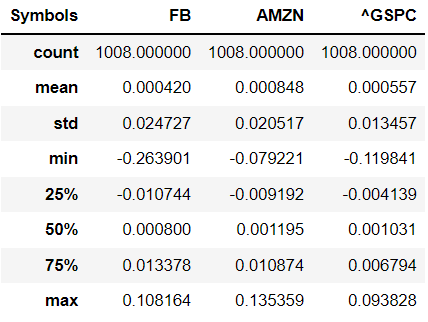 Symbols FB AMZN ^GSPC
count 1008.000000 1008.000000 1008.000000
mean 0.000420 0.000848 0.000557
std 0.024727 0.020517 0.013457
min -0.263901 -0.079221 -0.119841
25% -0.010744 -0.009192 -0.004139
50% 0.000800 0.001195 0.001031
75% 0.013378 0.010874 0.006794
max 0.108164 0.135359 0.093828